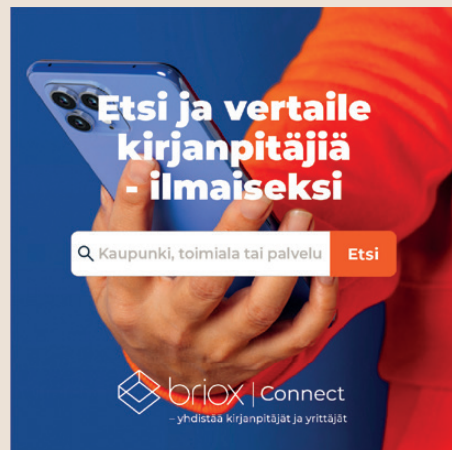 Etsi ja vertaile
kirjanpitäjiä
- ilmaiseksi
Kaupunki, toimiala tai palvelu
Etsi
briox | Connect
– yhdistää kirjanpitäjät ja yrittäjät